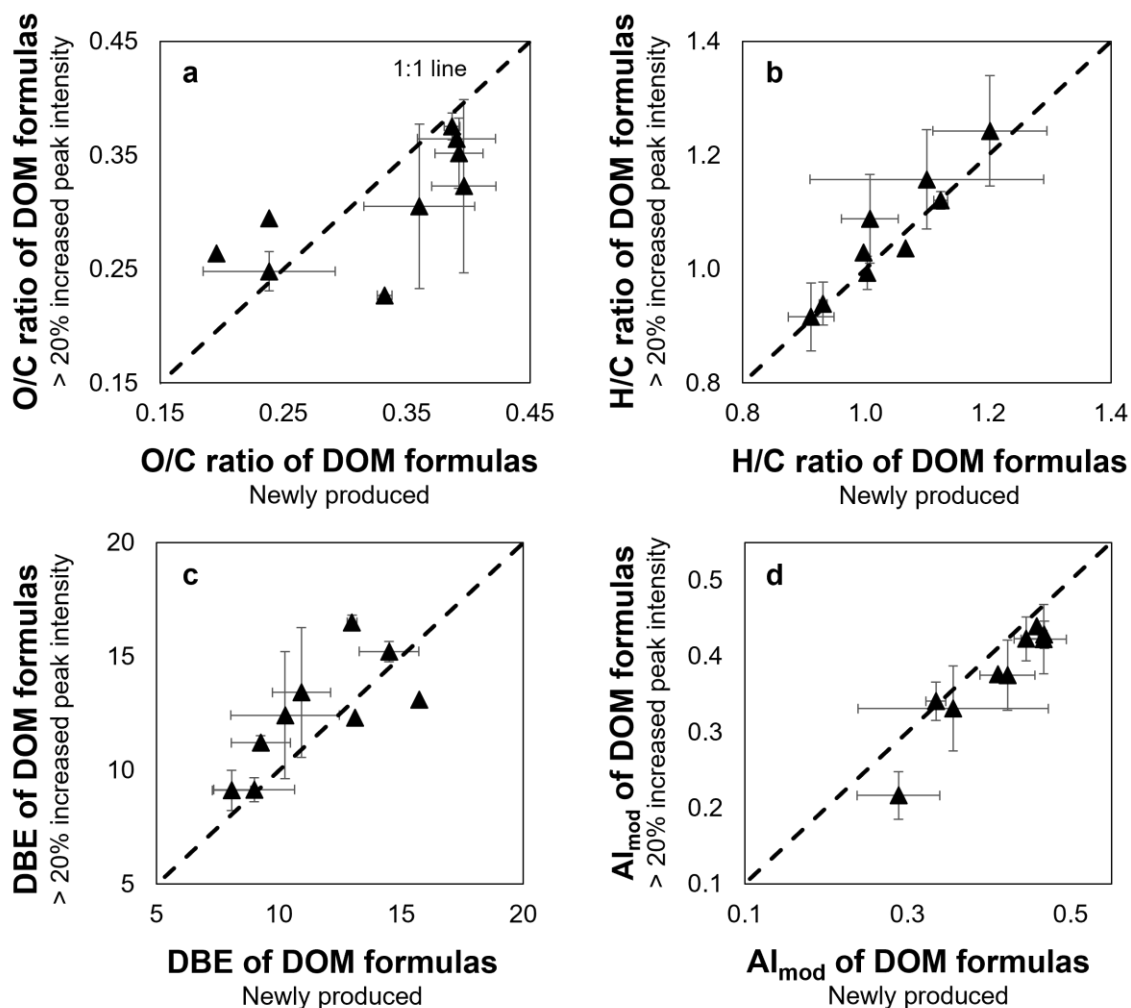 O/C ratio of DOM formulas
> 20% increased peak intensity
0.45
0.35
0.25
0.15
a
1:1 line
0.15
0.25
0.35
0.45
O/C ratio of DOM formulas
Newly produced
H/C ratio of DOM formulas
> 20% increased peak intensity
1.4
1.2
1.0
0.8
b
0.8
1.0
1.2
1.4
H/C ratio of DOM formulas
Newly produced
DBE of DOM formulas
> 20% increased peak intensity
20
15
10
5
c
5
10
15
20
DBE of DOM formulas
Newly produced
AImod of DOM formulas
> 20% increased peak intensity
0.5
0.4
0.3
0.2
0.1
d
0.1
0.3
0.5
AImod of DOM formulas
Newly produced